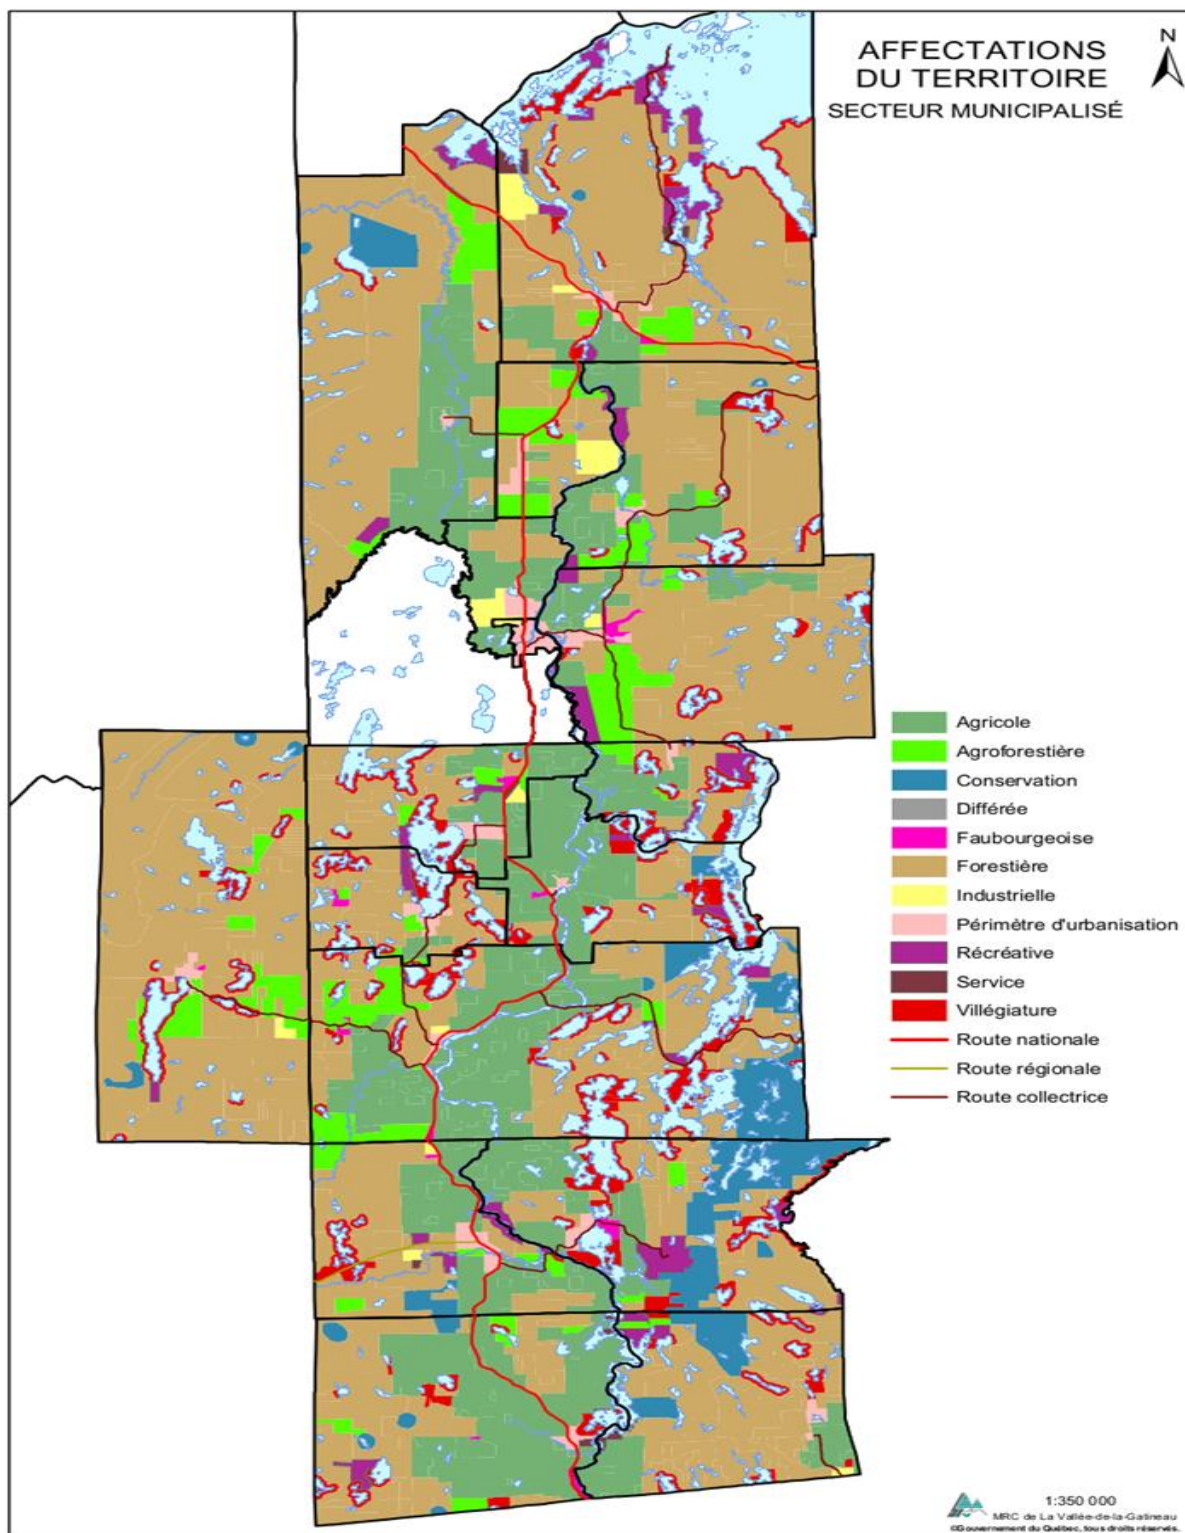 AFFECTATIONS
DU TERRITOIRE
SECTEUR MUNICIPALISÉ
N
Agricole
Agroforestière
Conservation
Différée
Faubourgeoise
Forestière
Industrielle
Périmètre d'urbanisation
Récréative
Service
Villégiature
Route nationale
Route régionale
Route collectrice
1:350 000
MRC de La Vallée-de-la-Gatineau
©Gouvernement du Québec, tous droits réservés.